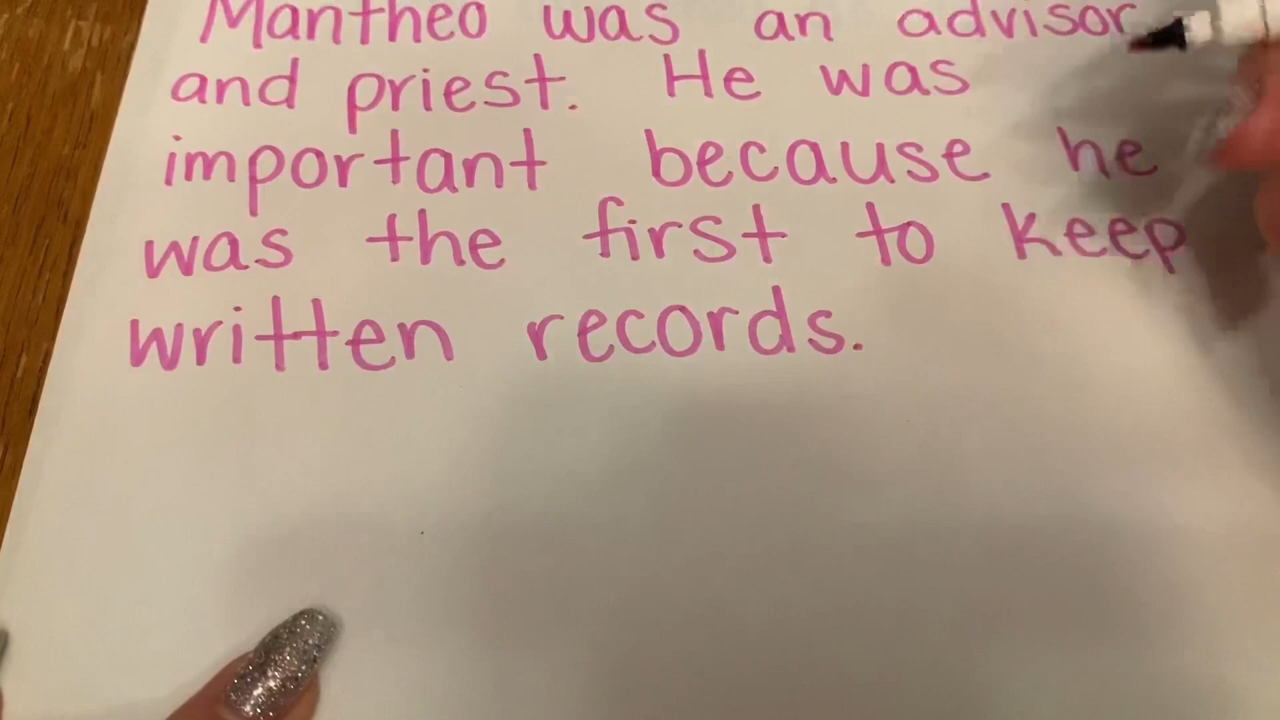 Mantheo was an advisor
and priest. He was
important because he
was the first to keep
written records.